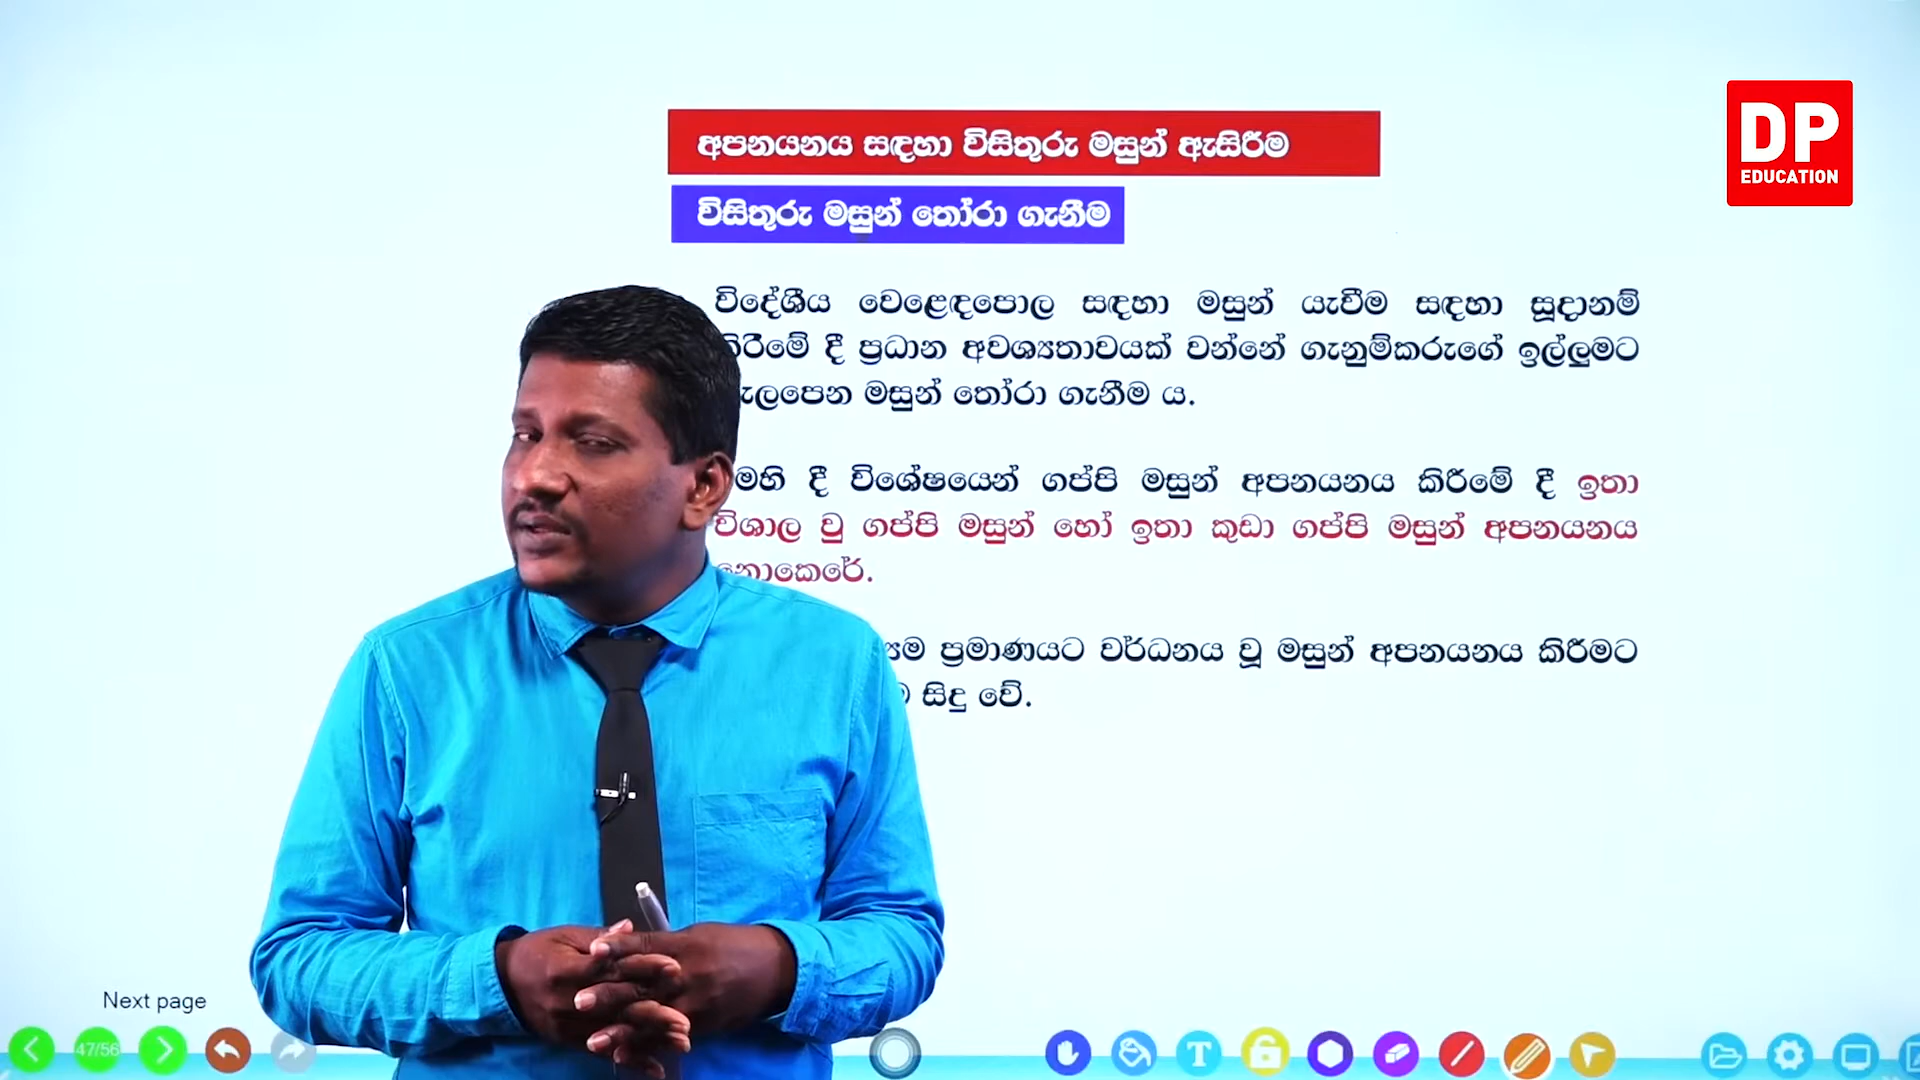 DP
EDUCATION
අපනයනය සඳහා විසිතුරු මසුන් ඇසිරීම
විසිතුරු මසුන් තෝරා ගැනීම
විදේශීය වෙළෙඳපොල සඳහා මසුන් යැවීම සඳහා සූදානම්
දී ප්‍රධාන අවශ්‍යතාවයක් වන්නේ ගැනුම්කරුගේ ඉල්ලුමට
මසුන් තෝරා ගැනීම ය.
මෙහි දී විශේෂයෙන් ගප්පි මසුන් අපනයනය කිරීමේ දී ඉතා
විශාල වු ගප්පි මසුන් හෝ ඉතා කුඩා ගප්පි මසුන් අපනයනය
නොකෙරේ.
ප්‍රමාණයට වර්ධනය වූ මසුන් අපනයනය කිරීමට
සිදු වේ.
Next page
47/56